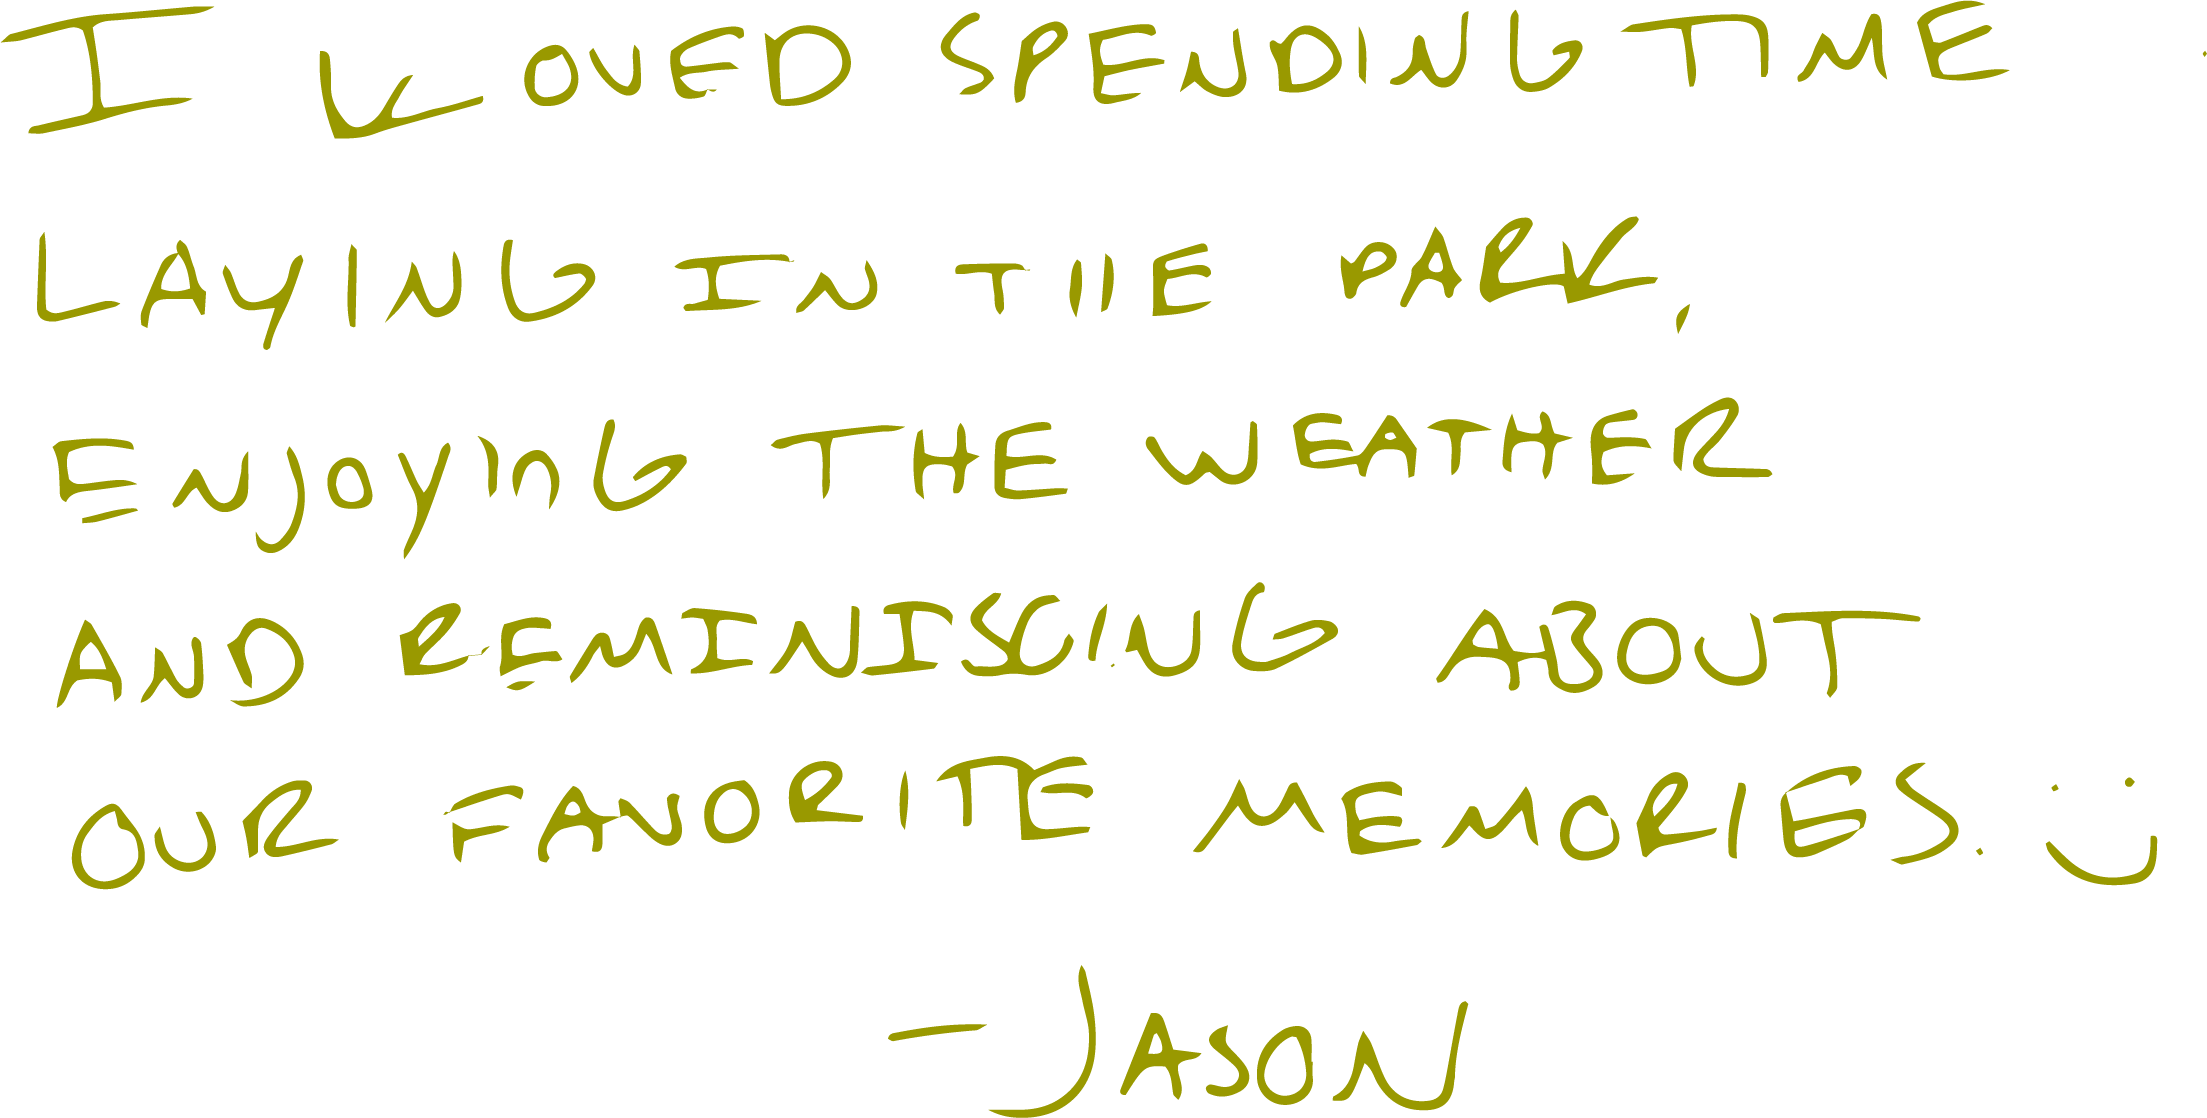 I LOVED SPENDING TIME
LAYING IN THE PARK,
ENJOYING THE WEATHER
AND REMINISCING ABOUT
OUR FAVORITE MEMORIES. :)
-JASON